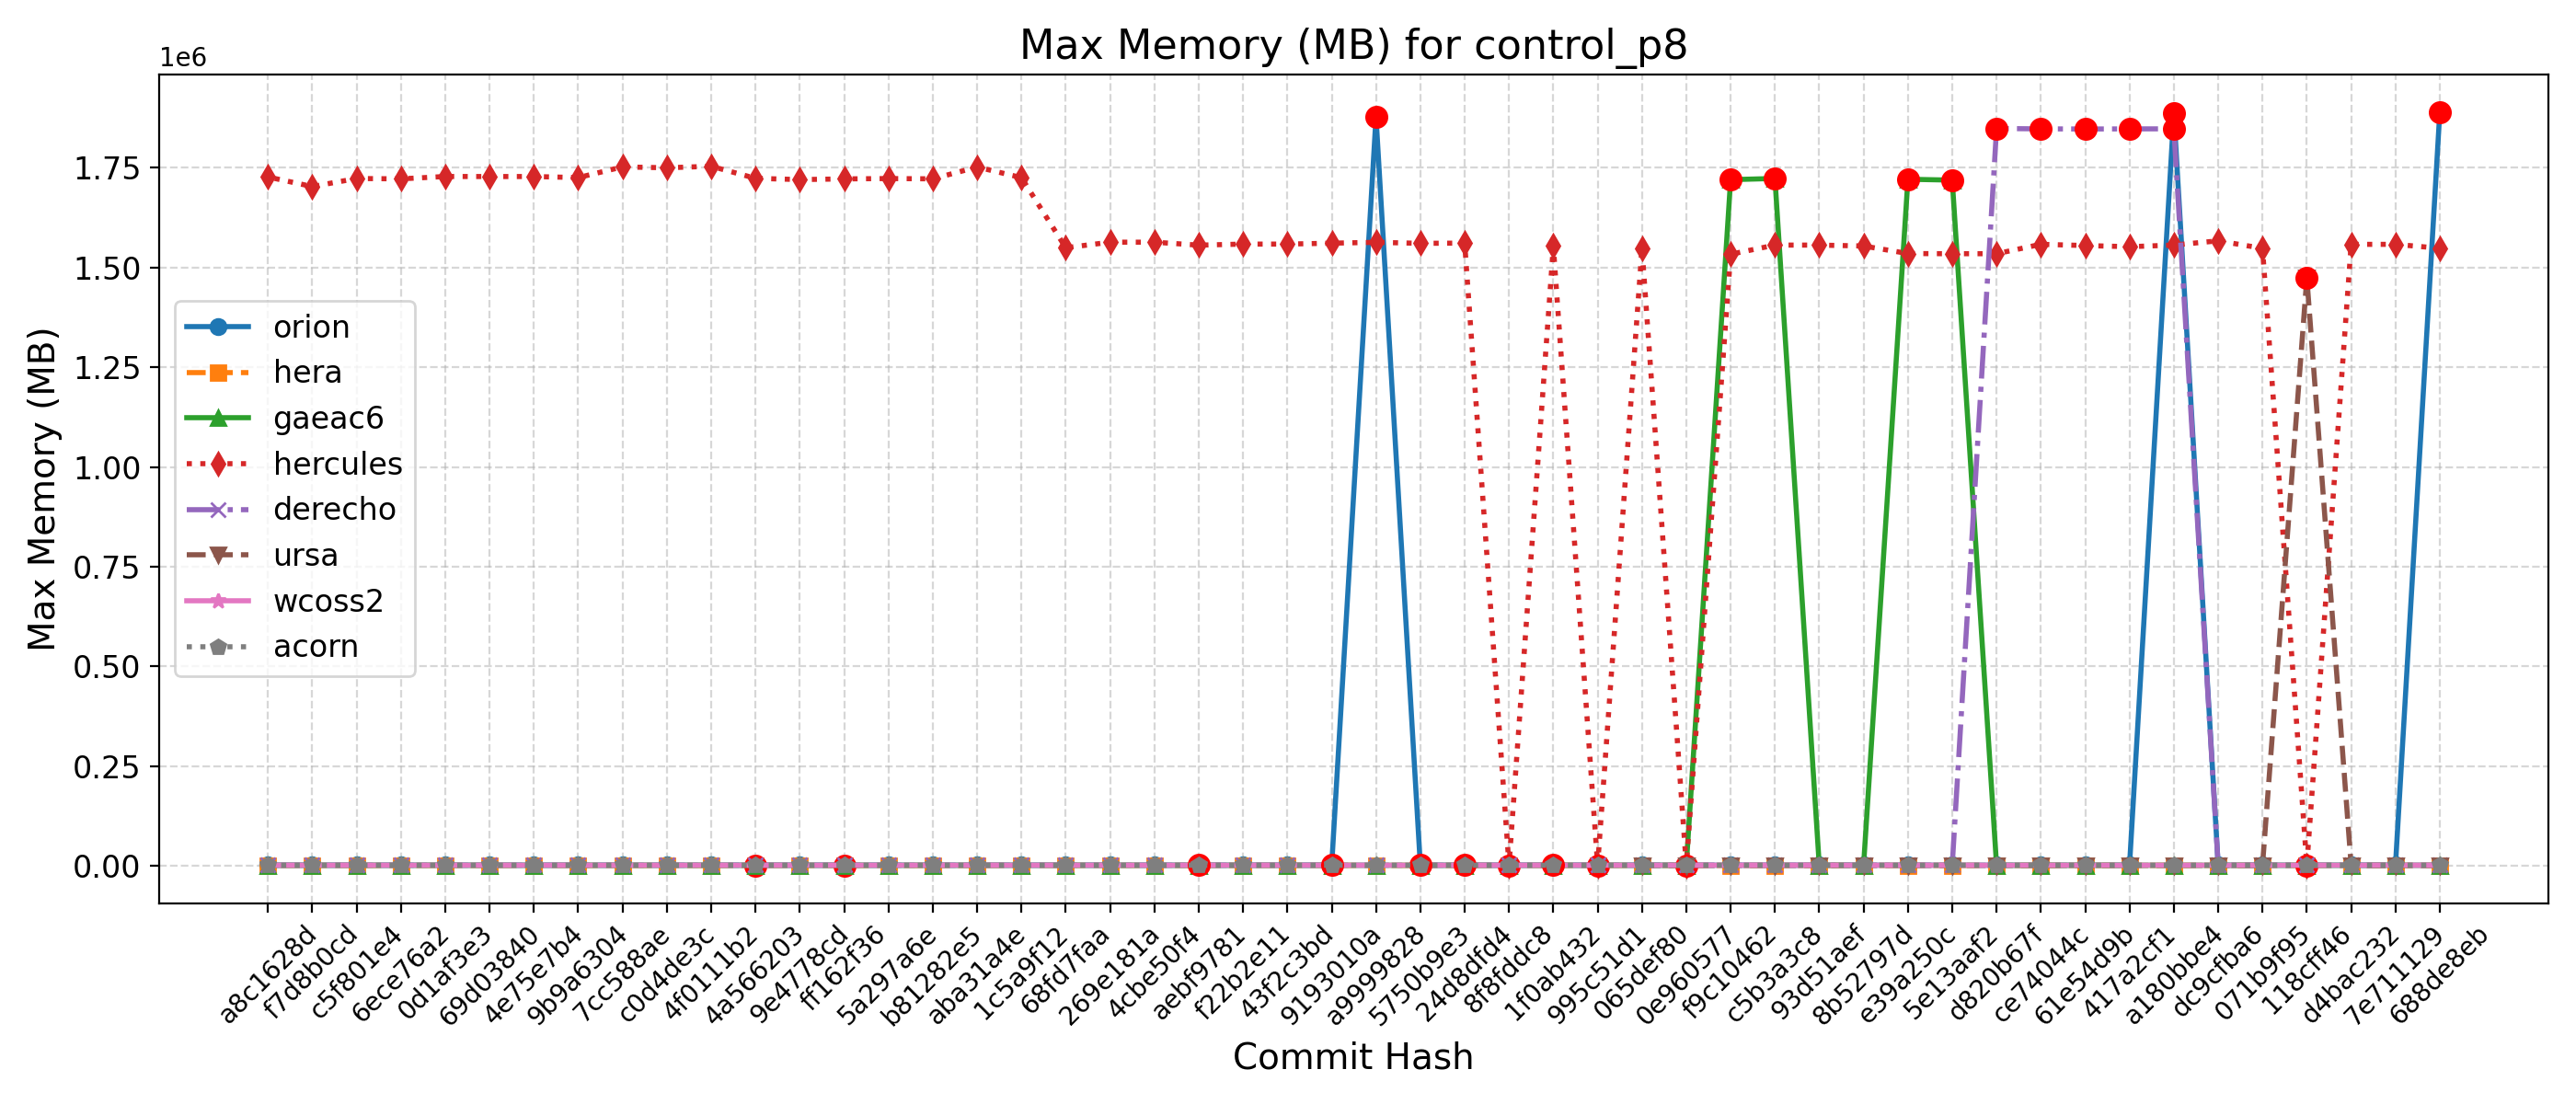 Max Memory (MB) for control_p8
1e6
Max Memory (MB)
1.75
1.50
1.25
1.00
0.75
0.50
0.25
0.00
orion
hera
gaeac6
hercules
derecho
ursa
wcoss2
acorn
a8c1628d
f7d8b0cd
c5f801e4
6ece76a2
0d1af3e3
69d03840
4e75e7b4
9b9a6304
7cc588ae
c0d4de3c
4f0111b2
4a566203
9e4778cd
ff162f36
5a297a6e
b81282e5
aba31a4e
1c5a9f12
68fd7faa
269e181a
4cbe50f4
aebf9781
f22b2e11
43f2c3bd
9193010a
a9999828
5750b9e3
24d8dfd4
8f8fddc8
1f0ab432
995c51d1
065def80
0e960577
f9c10462
c5b3a3c8
93d51aef
8b52797d
e39a250c
5e13aaf2
d820b67f
ce74044c
61e54d9b
417a2cf1
a180bbe4
dc9cfba6
071b9f95
118cff46
d4bac232
7e711129
688de8eb
Commit Hash